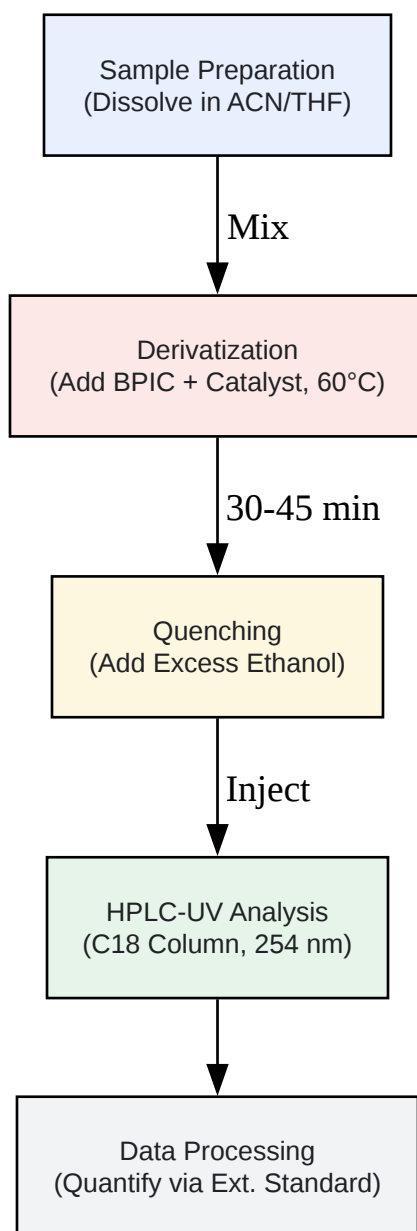 Sample Preparation
(Dissolve in ACN/THF)
Mix
Derivatization
(Add BPIC + Catalyst, 60°C)
30-45 min
Quenching
(Add Excess Ethanol)
Inject
HPLC-UV Analysis
(C18 Column, 254 nm)
Data Processing
(Quantify via Ext. Standard)